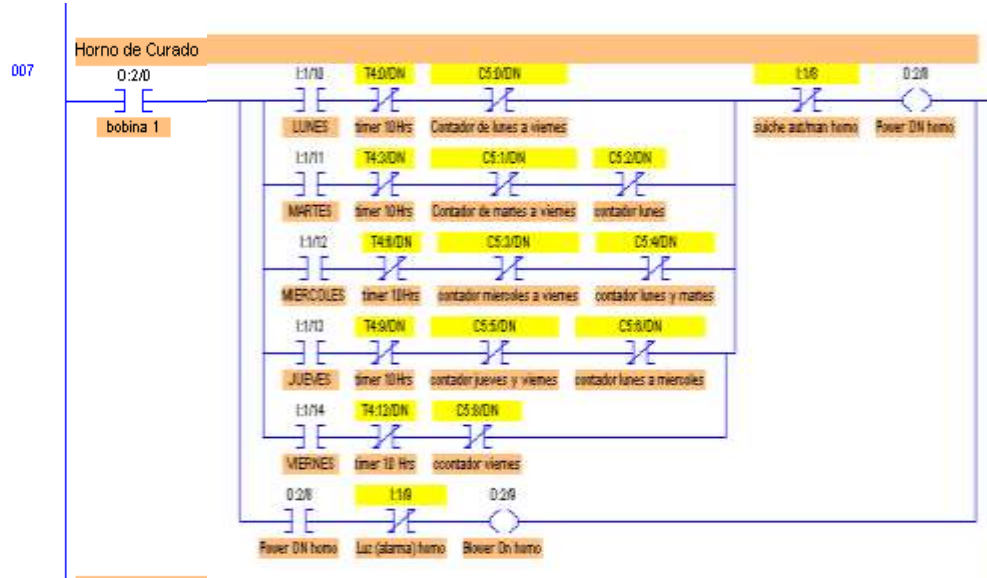 Horno de Curado
007
O:2/0 I:1/10 T4:0/DN C5:0/DN I:1/8 O:2/8
bobina 1 LUNES timer 10Hrs Contador de lunes a viernes suiche aut/man horno Power ON horno
I:1/11 T4:3/DN C5:1/DN C5:2/DN
MARTES timer 10Hrs Contador de martes a viernes contador lunes
I:1/12 T4:6/DN C5:3/DN C5:4/DN
MIERCOLES timer 10Hrs contador miercoles a viernes contador lunes y martes
I:1/13 T4:9/DN C5:5/DN C5:6/DN
JUEVES timer 10Hrs contador jueves y viernes contador lunes a miercoles
I:1/14 T4:12/DN C5:8/DN
VIERNES timer 10 Hrs ocontador viernes
O:2/8 I:1/9 O:2/9
Power ON horno Luz (alarma) horno Blower On horno